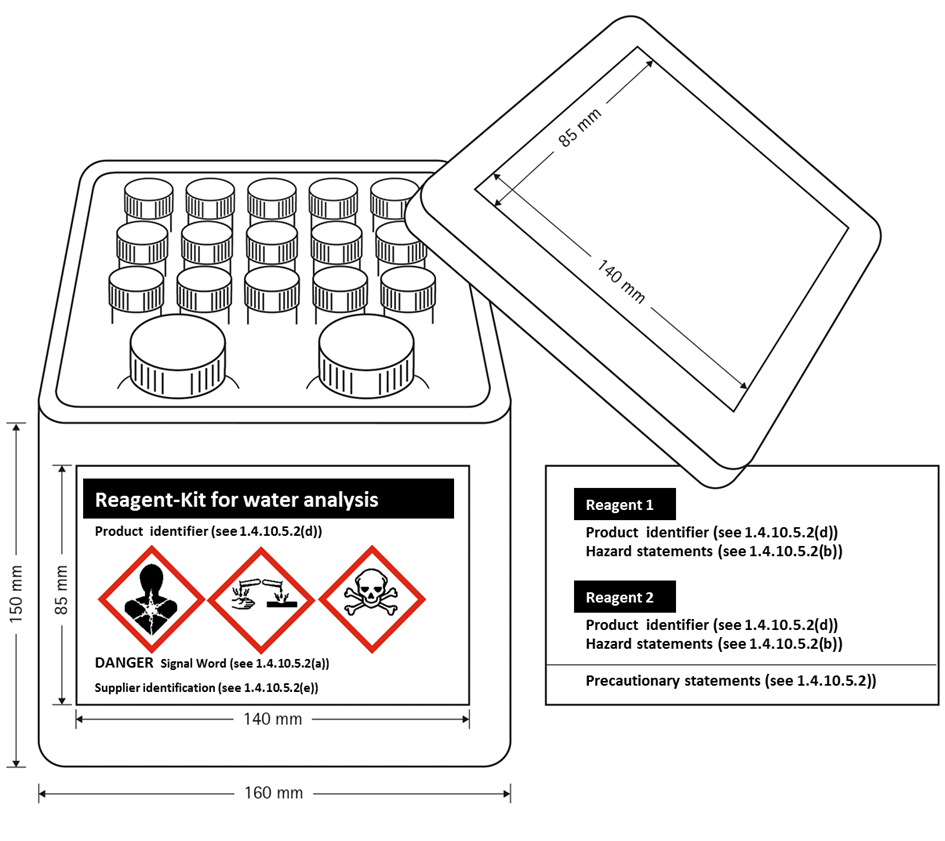 85 mm
140 mm
150 mm
85 mm
Reagent-Kit for water analysis
Product identifier (see 1.4.10.5.2(d))
DANGER Signal Word (see 1.4.10.5.2(a))
Supplier identification (see 1.4.10.5.2(e))
140 mm
160 mm
Reagent 1
Product identifier (see 1.4.10.5.2(d))
Hazard statements (see 1.4.10.5.2(b))
Reagent 2
Product identifier (see 1.4.10.5.2(d))
Hazard statements (see 1.4.10.5.2(b))
Precautionary statements (see 1.4.10.5.2))